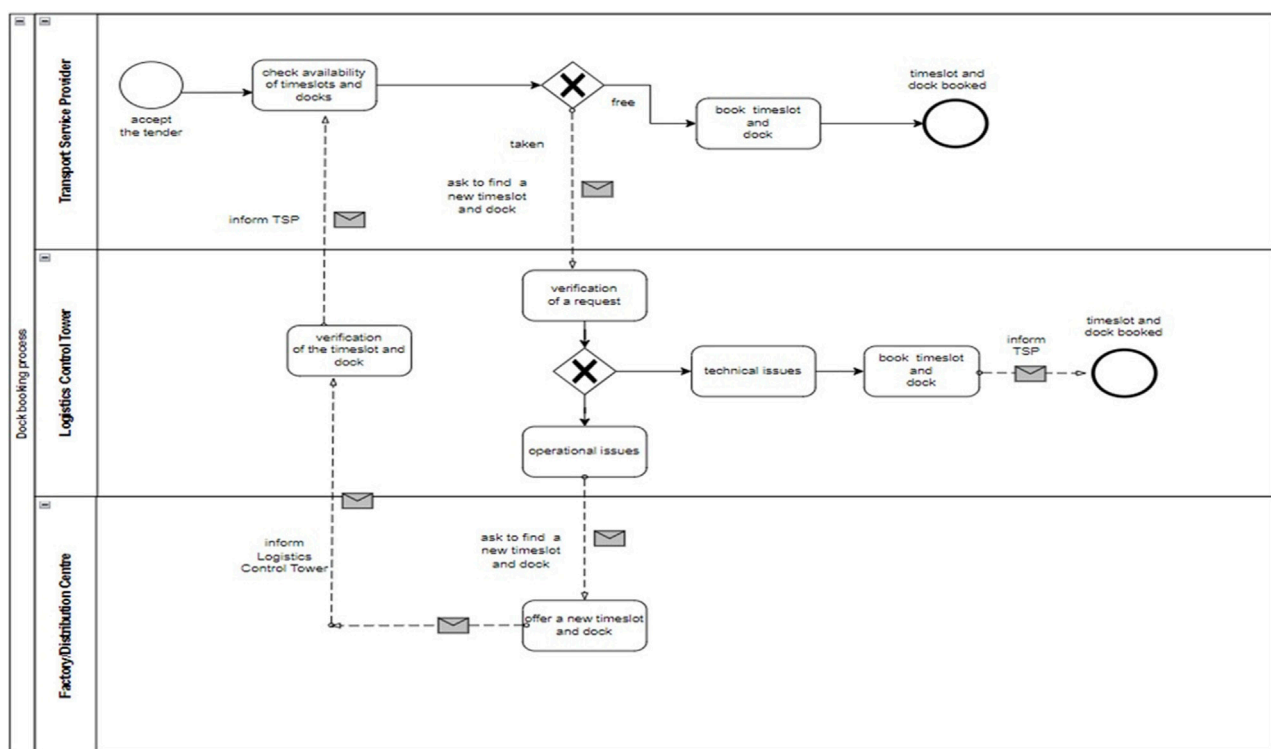 Dock booking process
Transport Service Provider
accept
the tender
check availability
of timeslots and
docks
free
book timeslot
and
dock
timeslot and
dock booked
taken
ask to find a
new timeslot
and dock
inform TSP
Logistics Control Tower
verification
of a request
verification
of the timeslot and
dock
technical issues
book timeslot
and
dock
inform
TSP
timeslot and
dock booked
operational issues
Factory/Distribution Centre
inform
Logistics
Control Tower
ask to find a
new timeslot
and dock
offer a new timeslot
and dock